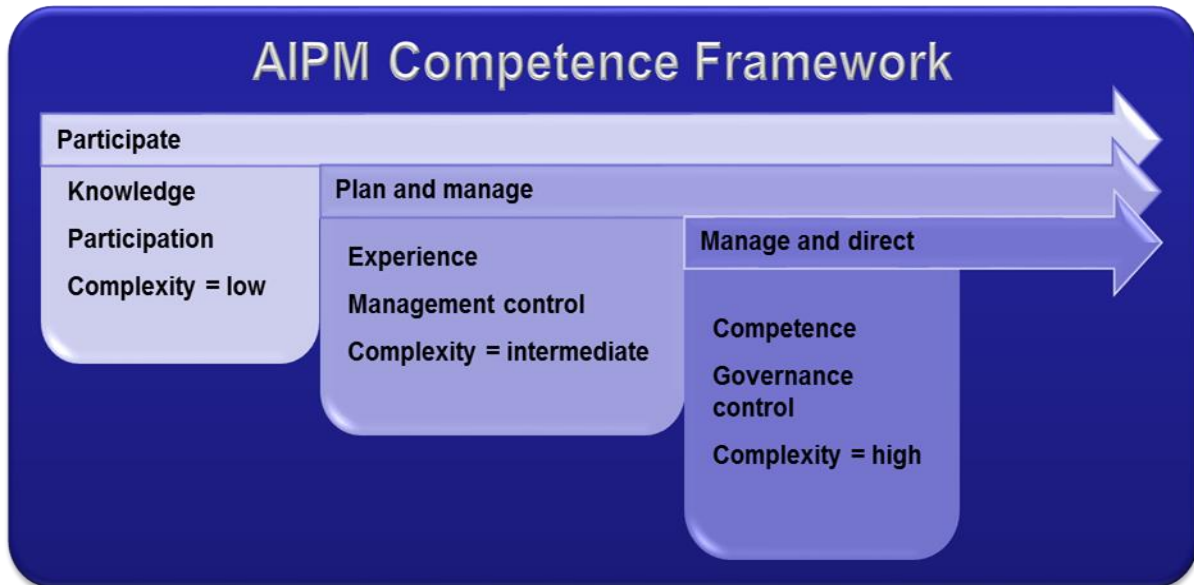 AIPM Competence Framework
Participate
Knowledge
Participation
Complexity = low
Plan and manage
Experience
Management control
Complexity = intermediate
Manage and direct
Competence
Governance
control
Complexity = high